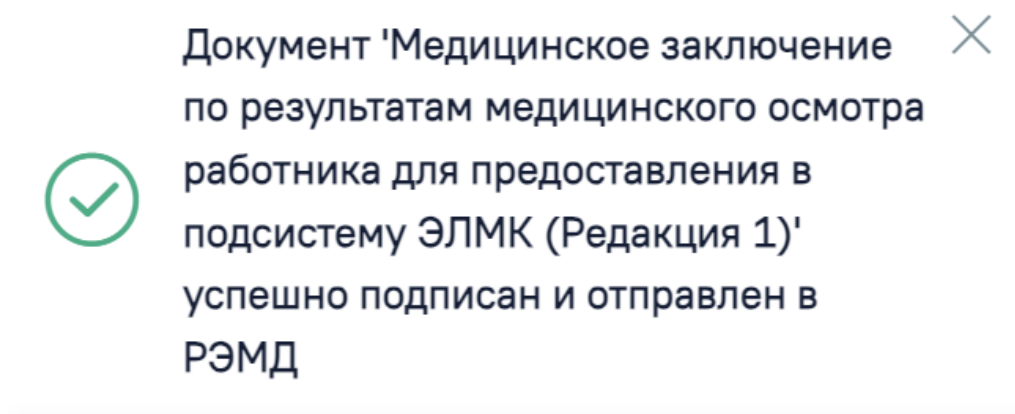 Документ 'Медицинское заключение
по результатам медицинского осмотра
работника для предоставления в
подсистему ЭЛМК (Редакция 1)'
успешно подписан и отправлен в
РЭМД